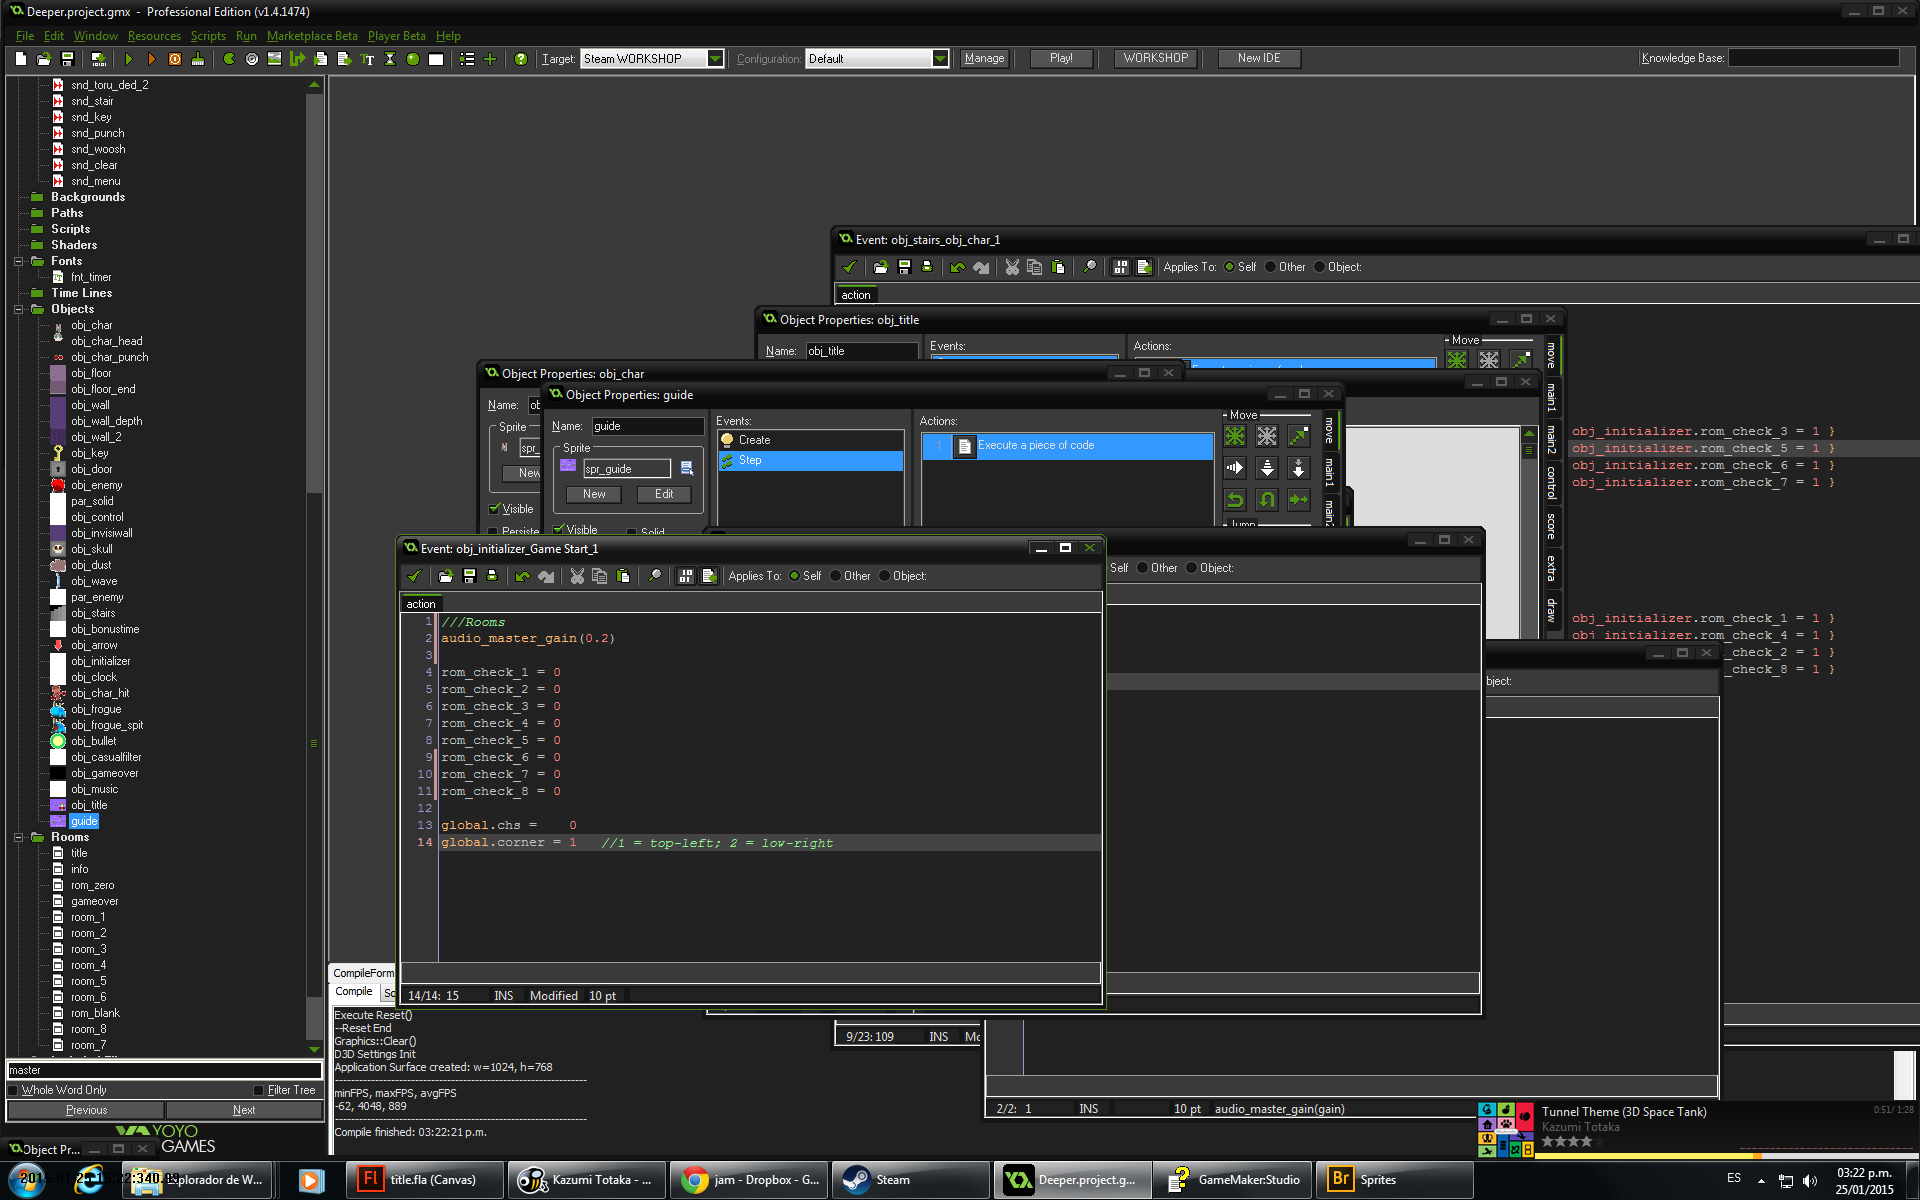 Deeper.project.gmx - Professional Edition (v1.4.1474)
File Edit Window Resources Scripts Run Marketplace Beta Player Beta Help
Target: Steam WORKSHOP Configuration: Default Manage Play! WORKSHOP New IDE Knowledge Base:
snd_toru_ded_2
snd_stair
snd_key
snd_punch
snd_woosh
snd_clear
snd_menu
Backgrounds
Paths
Scripts
Shaders
Fonts
fnt_timer
Time Lines
Objects
obj_char
obj_char_head
obj_char_punch
obj_floor
obj_floor_end
obj_wall
obj_wall_depth
obj_wall_2
obj_key
obj_door
obj_enemy
par_solid
obj_control
obj_invisiwall
obj_skull
obj_dust
obj_wave
par_enemy
obj_stairs
obj_bonustime
obj_arrow
obj_initializer
obj_clock
obj_char_hit
obj_frogue
obj_frogue_spit
obj_bullet
obj_casualfilter
obj_gameover
obj_music
obj_title
guide
Rooms
title
info
rom_zero
gameover
room_1
room_2
room_3
room_4
room_5
room_6
rom_blank
room_8
room_7
master
Whole Word Only Filter Tree
Previous Next
YOYO
GAMES
Object Pr...
Event: obj_stairs_obj_char_1
Applies To: Self Other Object:
action
Object Properties: obj_title
Name: obj_title Events: Actions: Move
move
main1
main2
control
score
extra
draw
Object Properties: obj_char
Name:
Sprite
spr_
New
Visible
Object Properties: guide
Name: guide Events: Actions: Move
Sprite
spr_guide
New Edit
Visible Solid
Create
Step
1 Execute a piece of code
Jump
move
main1
obj_initializer.rom_check_3 = 1 }
obj_initializer.rom_check_5 = 1 }
obj_initializer.rom_check_6 = 1 }
obj_initializer.rom_check_7 = 1 }
obj_initializer.rom_check_1 = 1 }
obj_initializer.rom_check_4 = 1 }
_check_2 = 1 }
_check_8 = 1 }
Self Other Object:
bject:
Event: obj_initializer_Game Start_1
Applies To: Self Other Object:
action
1 ///Rooms
2 audio_master_gain(0.2)
3
4 rom_check_1 = 0
5 rom_check_2 = 0
6 rom_check_3 = 0
7 rom_check_4 = 0
8 rom_check_5 = 0
9 rom_check_6 = 0
10 rom_check_7 = 0
11 rom_check_8 = 0
12
13 global.chs = 0
14 global.corner = 1 //1 = top-left; 2 = low-right
14/14: 15 INS Modified 10 pt
CompileForm
Compile
Execute Reset()
--Reset End
Graphics::Clear()
D3D Settings Init
Application Surface created: w=1024, h=768
minFPS, maxFPS, avgFPS
-62, 4048, 889
Compile finished: 03:22:21 p.m.
9/23: 109 INS
2/2: 1 INS 10 pt audio_master_gain(gain)
Tunnel Theme (3D Space Tank) 0:51/ 1:28
Kazumi Totaka
Explorador de W...
title.fla (Canvas)
Kazumi Totaka - ...
jam - Dropbox - G...
Steam
Deeper.project.g...
GameMaker:Studio
Sprites
ES
03:22 p.m.
25/01/2015